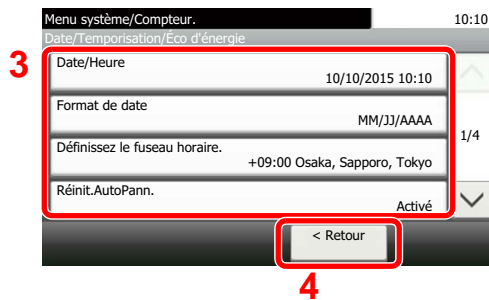 Menu système/Compteur. 10:10
Date/Temporisation/Éco d'énergie
3
Date/Heure
10/10/2015 10:10
Format de date
MM/JJ/AAAA
1/4
Définissez le fuseau horaire.
+09:00 Osaka, Sapporo, Tokyo
Réinit.AutoPann.
Activé
< Retour
4